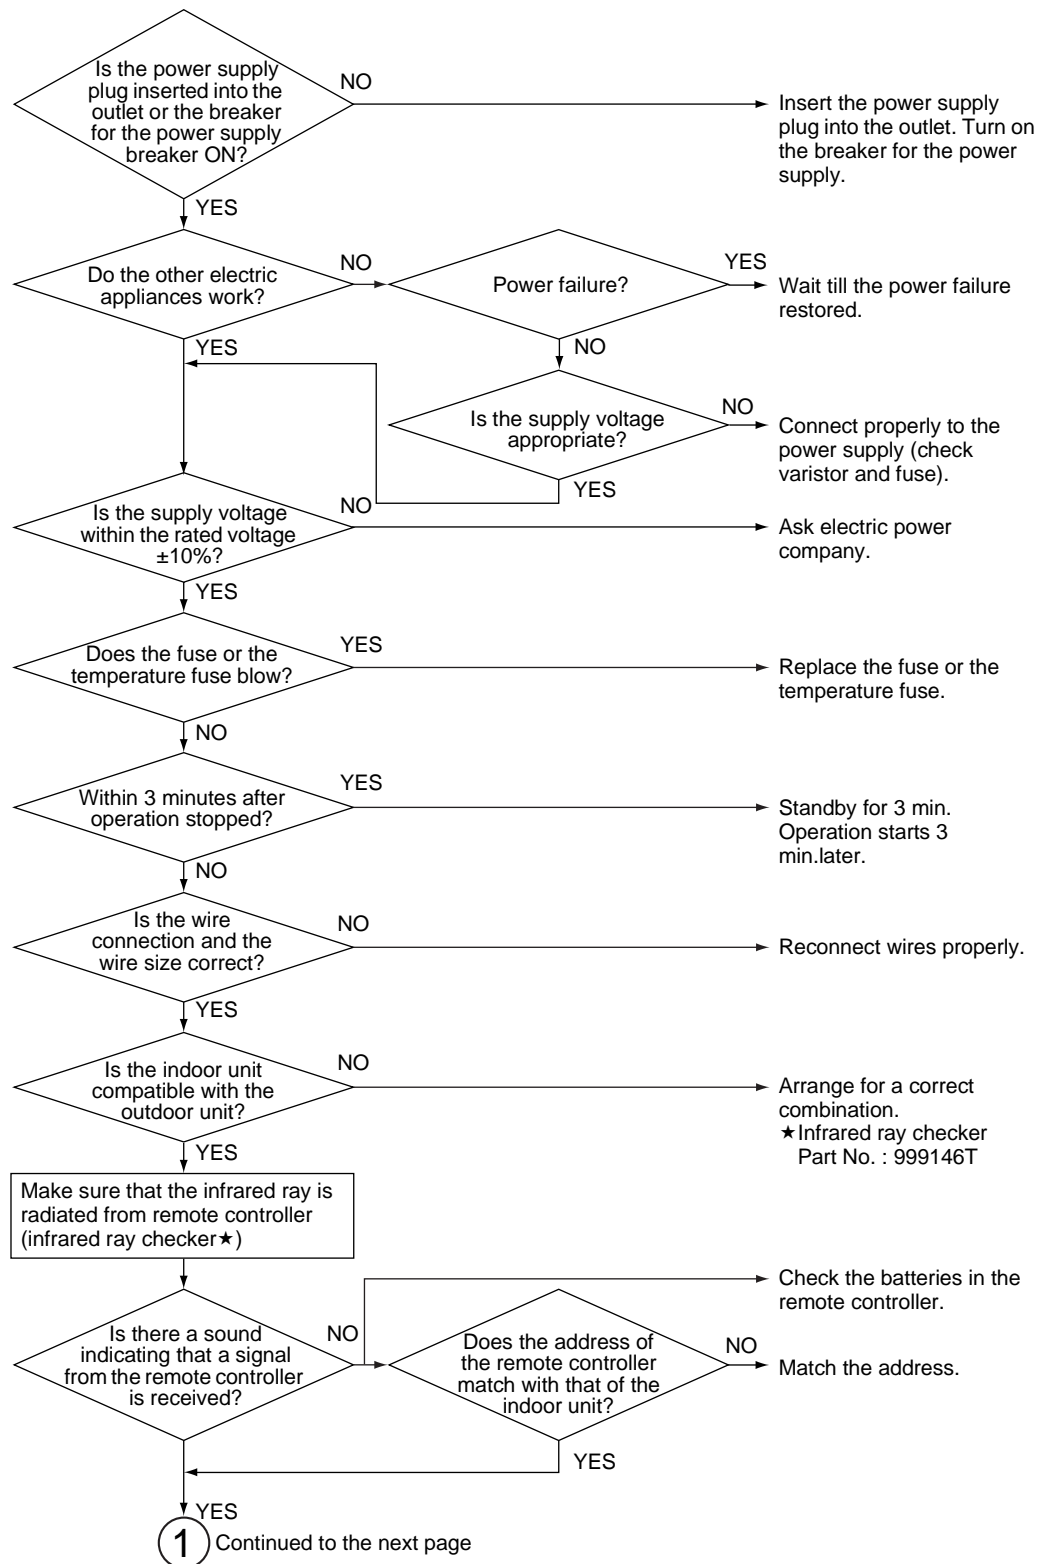 Is the power supply
plug inserted into the
outlet or the breaker
for the power supply
breaker ON?
NO
Insert the power supply
plug into the outlet. Turn on
the breaker for the power
supply.
YES
Do the other electric
appliances work?
NO
Power failure?
YES
Wait till the power failure
restored.
YES
NO
Is the supply voltage
appropriate?
NO
Connect properly to the
power supply (check
varistor and fuse).
YES
Is the supply voltage
within the rated voltage
±10%?
NO
Ask electric power
company.
YES
Does the fuse or the
temperature fuse blow?
YES
Replace the fuse or the
temperature fuse.
NO
Within 3 minutes after
operation stopped?
YES
Standby for 3 min.
Operation starts 3
min.later.
NO
Is the wire
connection and the
wire size correct?
NO
Reconnect wires properly.
YES
Is the indoor unit
compatible with the
outdoor unit?
NO
Arrange for a correct
combination.
★Infrared ray checker
Part No. : 999146T
YES
Make sure that the infrared ray is
radiated from remote controller
(infrared ray checker★)
Check the batteries in the
remote controller.
Is there a sound
indicating that a signal
from the remote controller
is received?
NO
Does the address of
the remote controller
match with that of the
indoor unit?
NO
Match the address.
YES
YES
1 Continued to the next page